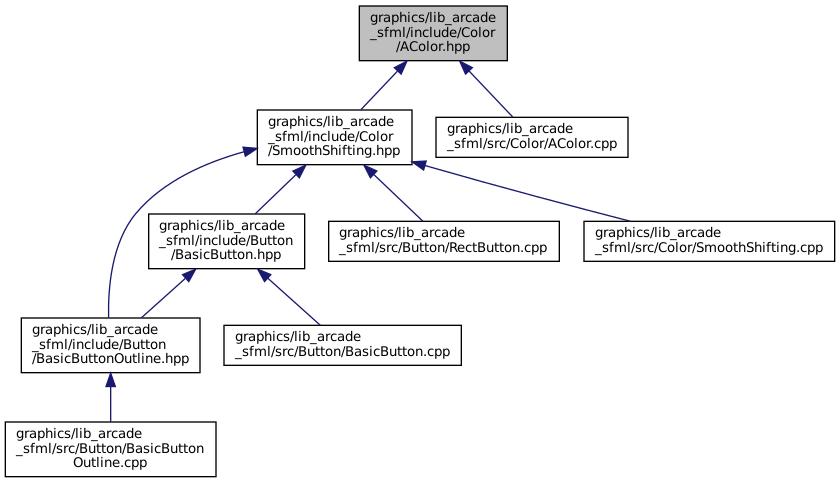 graphics/lib_arcade
_sfml/include/Color
/AColor.hpp
graphics/lib_arcade
_sfml/include/Color
/SmoothShifting.hpp
graphics/lib_arcade
_sfml/src/Color/AColor.cpp
graphics/lib_arcade
_sfml/include/Button
/BasicButton.hpp
graphics/lib_arcade
_sfml/src/Button/RectButton.cpp
graphics/lib_arcade
_sfml/src/Color/SmoothShifting.cpp
graphics/lib_arcade
_sfml/include/Button
/BasicButtonOutline.hpp
graphics/lib_arcade
_sfml/src/Button/BasicButton.cpp
graphics/lib_arcade
_sfml/src/Button/BasicButton
Outline.cpp